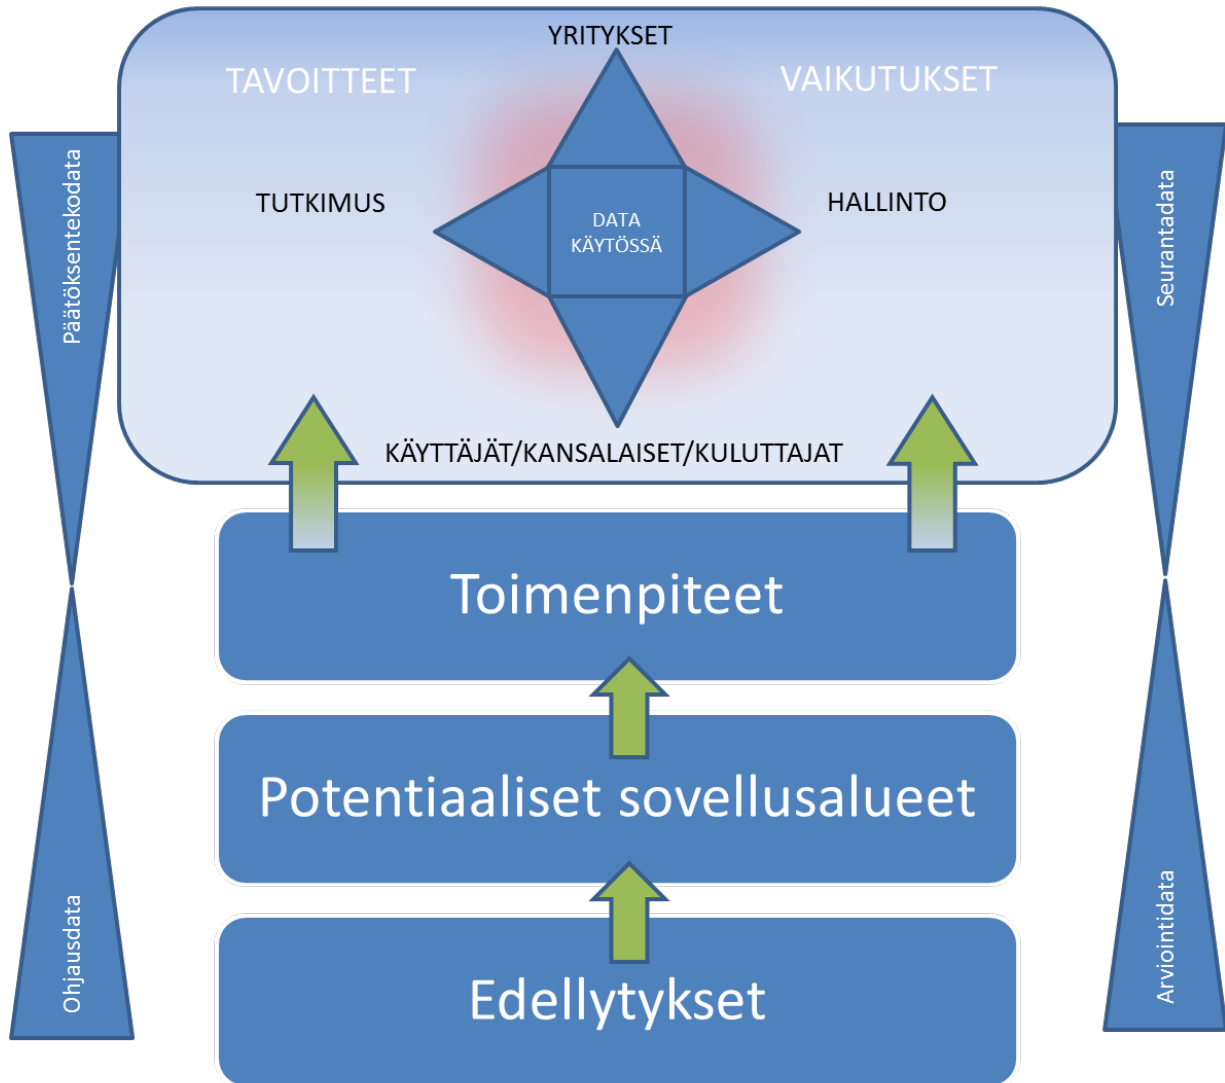 YRITYKSET
TAVOITTEET
VAIKUTUKSET
TUTKIMUS
HALLINTO
DATA
KÄYTÖSSÄ
KÄYTTÄJÄT/KANSALAISET/KULUTTAJAT
Päätöksentekodata
Seurantadata
Toimenpiteet
Potentiaaliset sovellusalueet
Edellytykset
Ohjausdata
Arviointidata